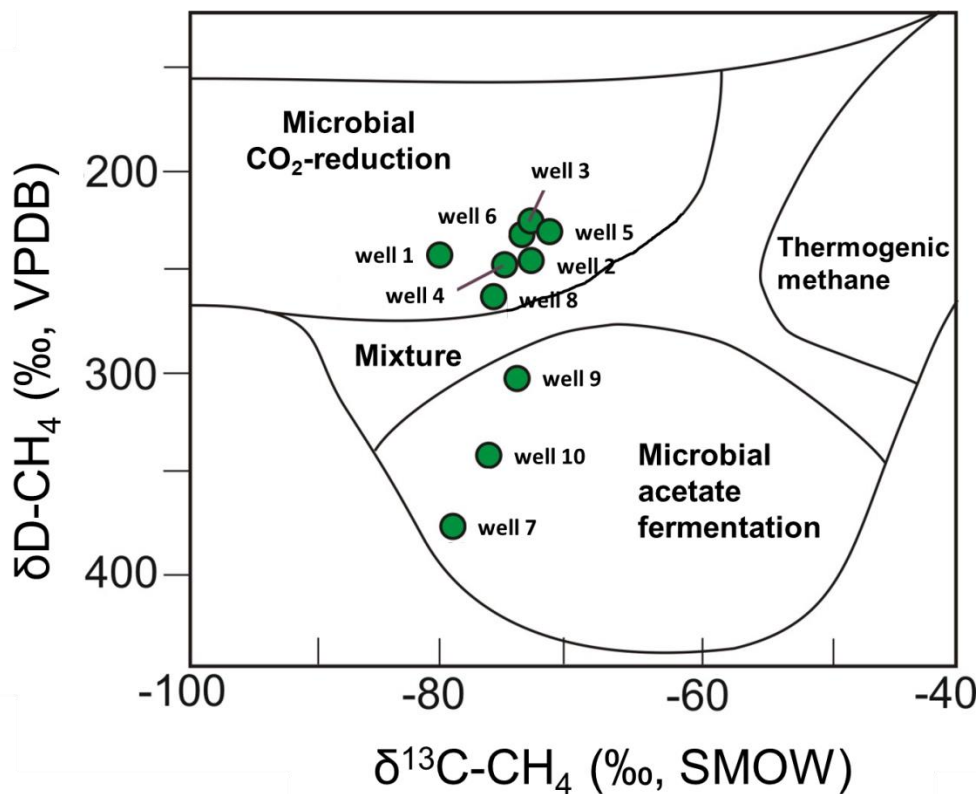 Microbial
CO₂-reduction
well 3
200
well 6
well 5
well 1
well 2
Thermogenic
methane
well 4
well 8
Mixture
300
well 9
well 10
Microbial
acetate
fermentation
well 7
400
δD-CH₄ (‰, VPDB)
-100
-80
-60
-40
δ¹³C-CH₄ (‰, SMOW)